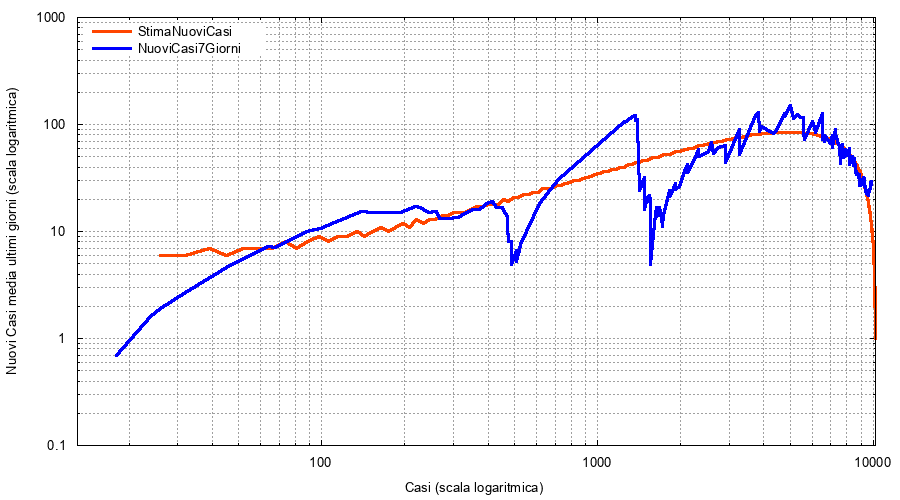 1000
StimaNuoviCasi
NuoviCasi7Giorni
100
10
1
0.1
Nuovi Casi media ultimi giorni (scala logaritmica)
100
1000
10000
Casi (scala logaritmica)